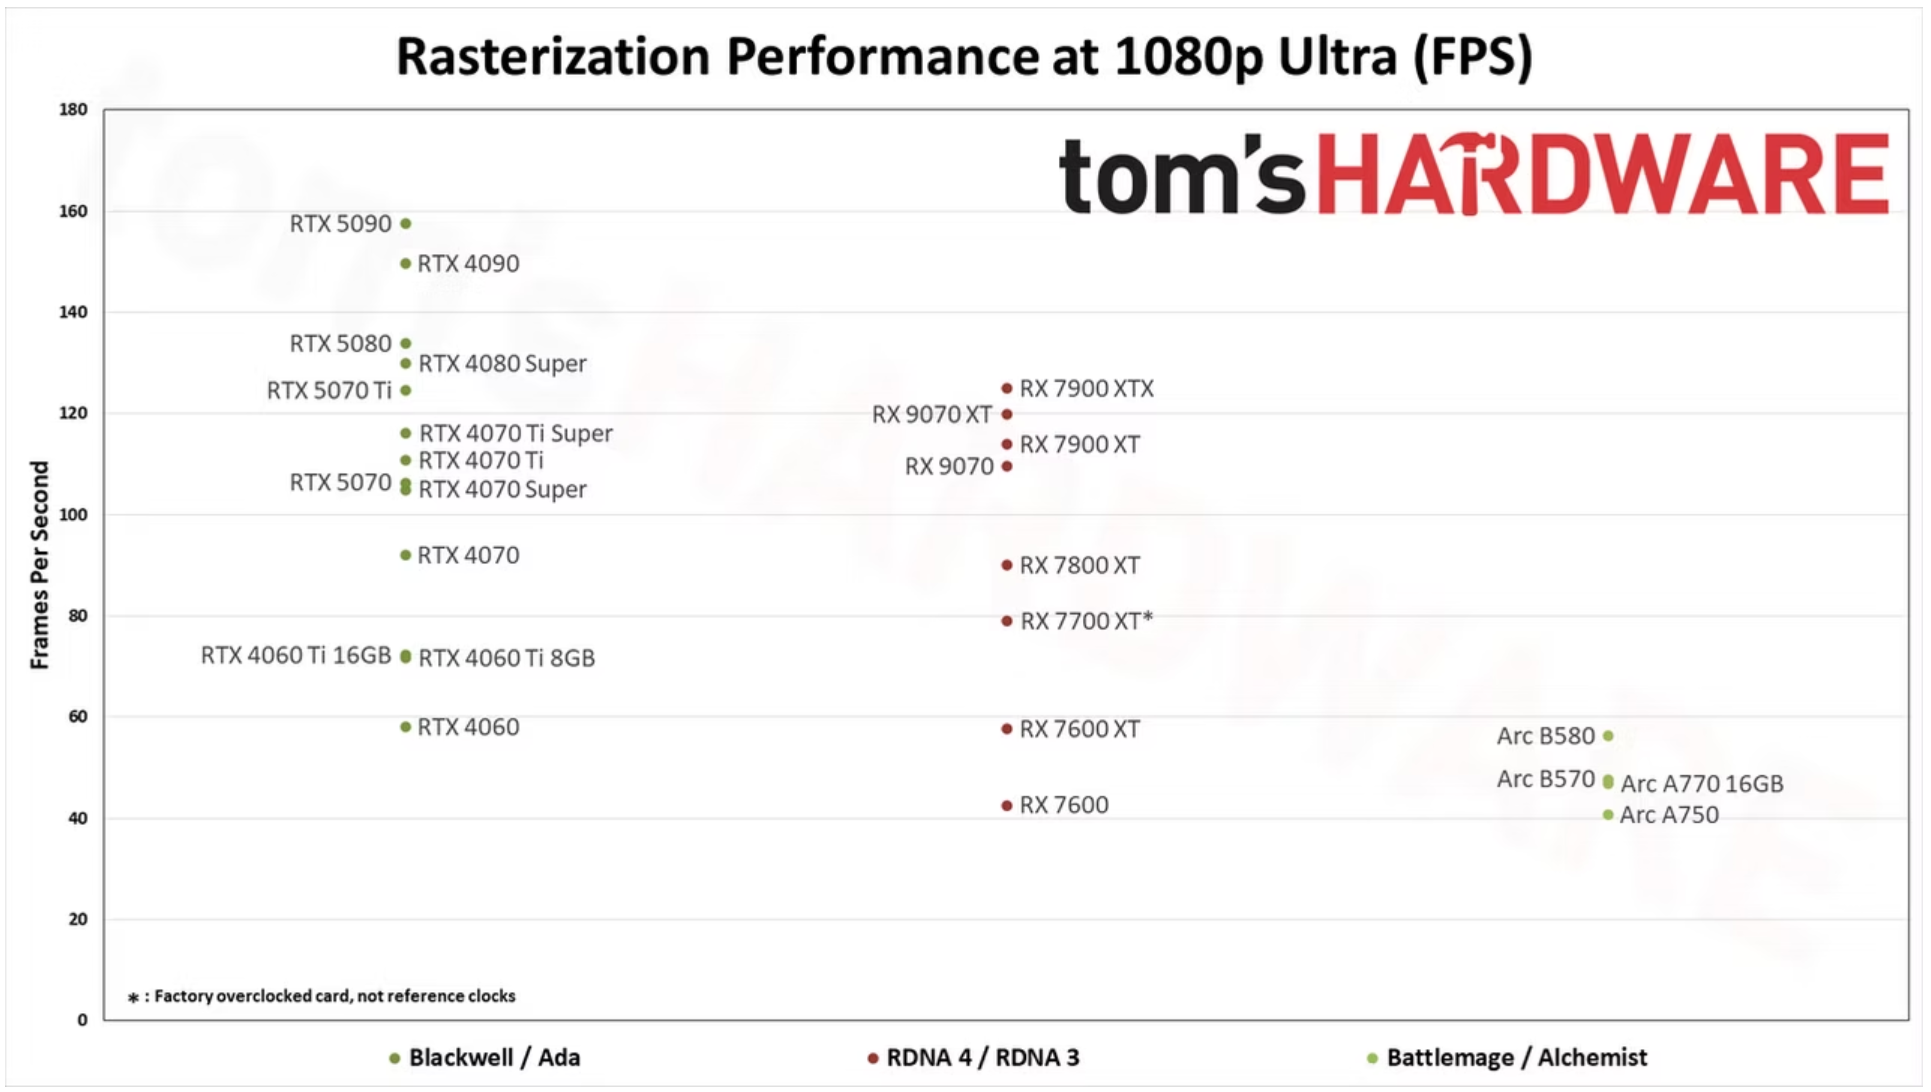 Rasterization Performance at 1080p Ultra (FPS)
tom'sHARDWARE
Frames Per Second
180
160
140
120
100
80
60
40
20
0
RTX 5090
RTX 4090
RTX 5080
RTX 4080 Super
RTX 5070 Ti
RTX 4070 Ti Super
RTX 4070 Ti
RTX 5070
RTX 4070 Super
RTX 4070
RTX 4060 Ti 16GB
RTX 4060 Ti 8GB
RTX 4060
RX 7900 XTX
RX 9070 XT
RX 7900 XT
RX 9070
RX 7800 XT
RX 7700 XT*
RX 7600 XT
RX 7600
Arc B580
Arc B570
Arc A770 16GB
Arc A750
* : Factory overclocked card, not reference clocks
Blackwell / Ada
RDNA 4 / RDNA 3
Battlemage / Alchemist
tom'sHARDWARE